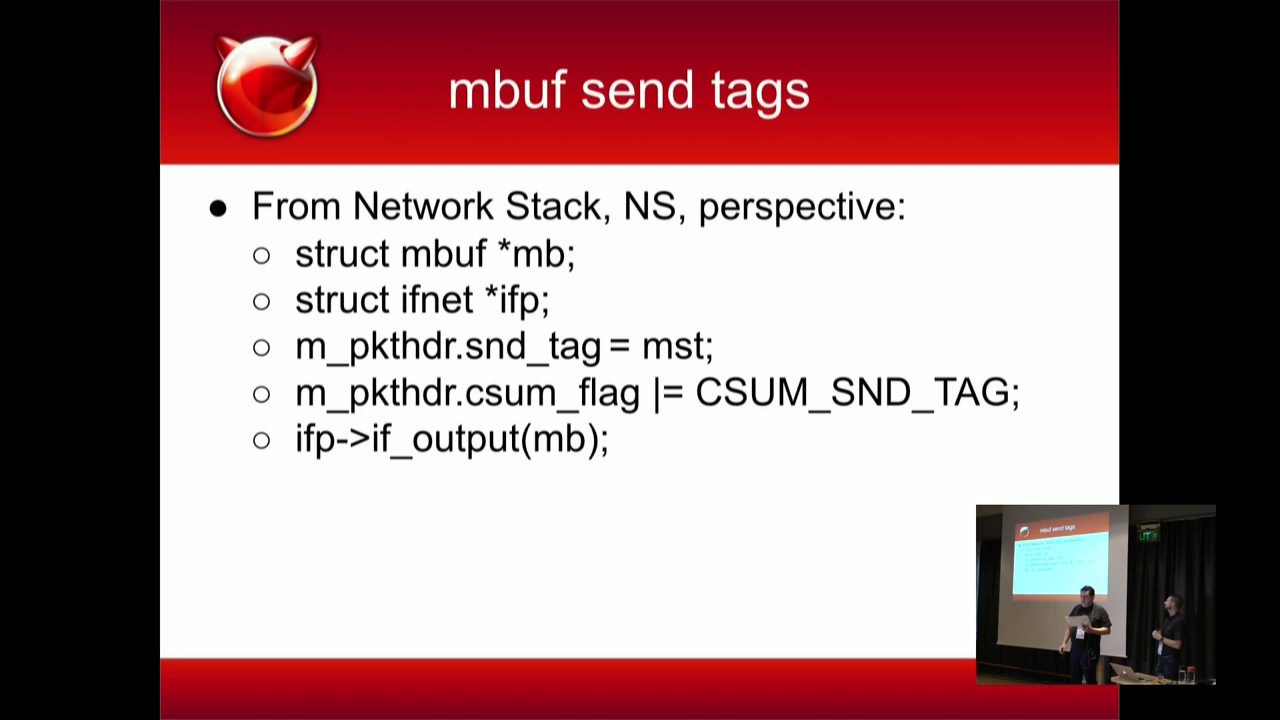 mbuf send tags
● From Network Stack, NS, perspective:
○ struct mbuf *mb;
○ struct ifnet *ifp;
○ m_pkthdr.snd_tag = mst;
○ m_pkthdr.csum_flag |= CSUM_SND_TAG;
○ ifp->if_output(mb);
mbuf send tags